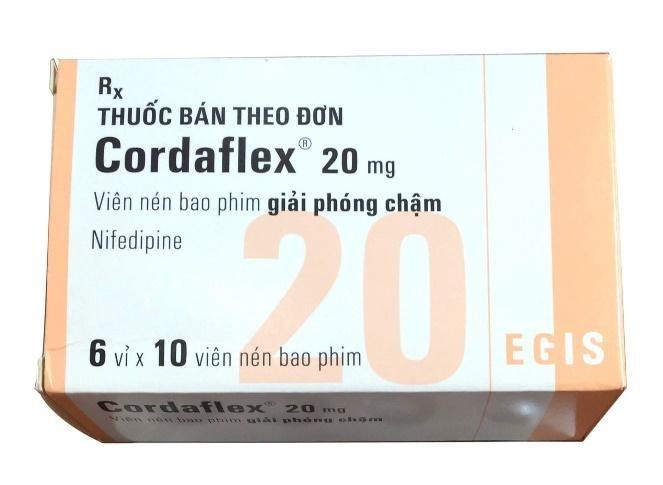 Rx
THUỐC BÁN THEO ĐƠN
Cordaflex® 20 mg
Viên nén bao phim giải phóng chậm
Nifedipine
20
6 vỉ x 10 viên nén bao phim
EGIS
Cordaflex® 20 mg
Viên nén bao phim giải phóng chậm